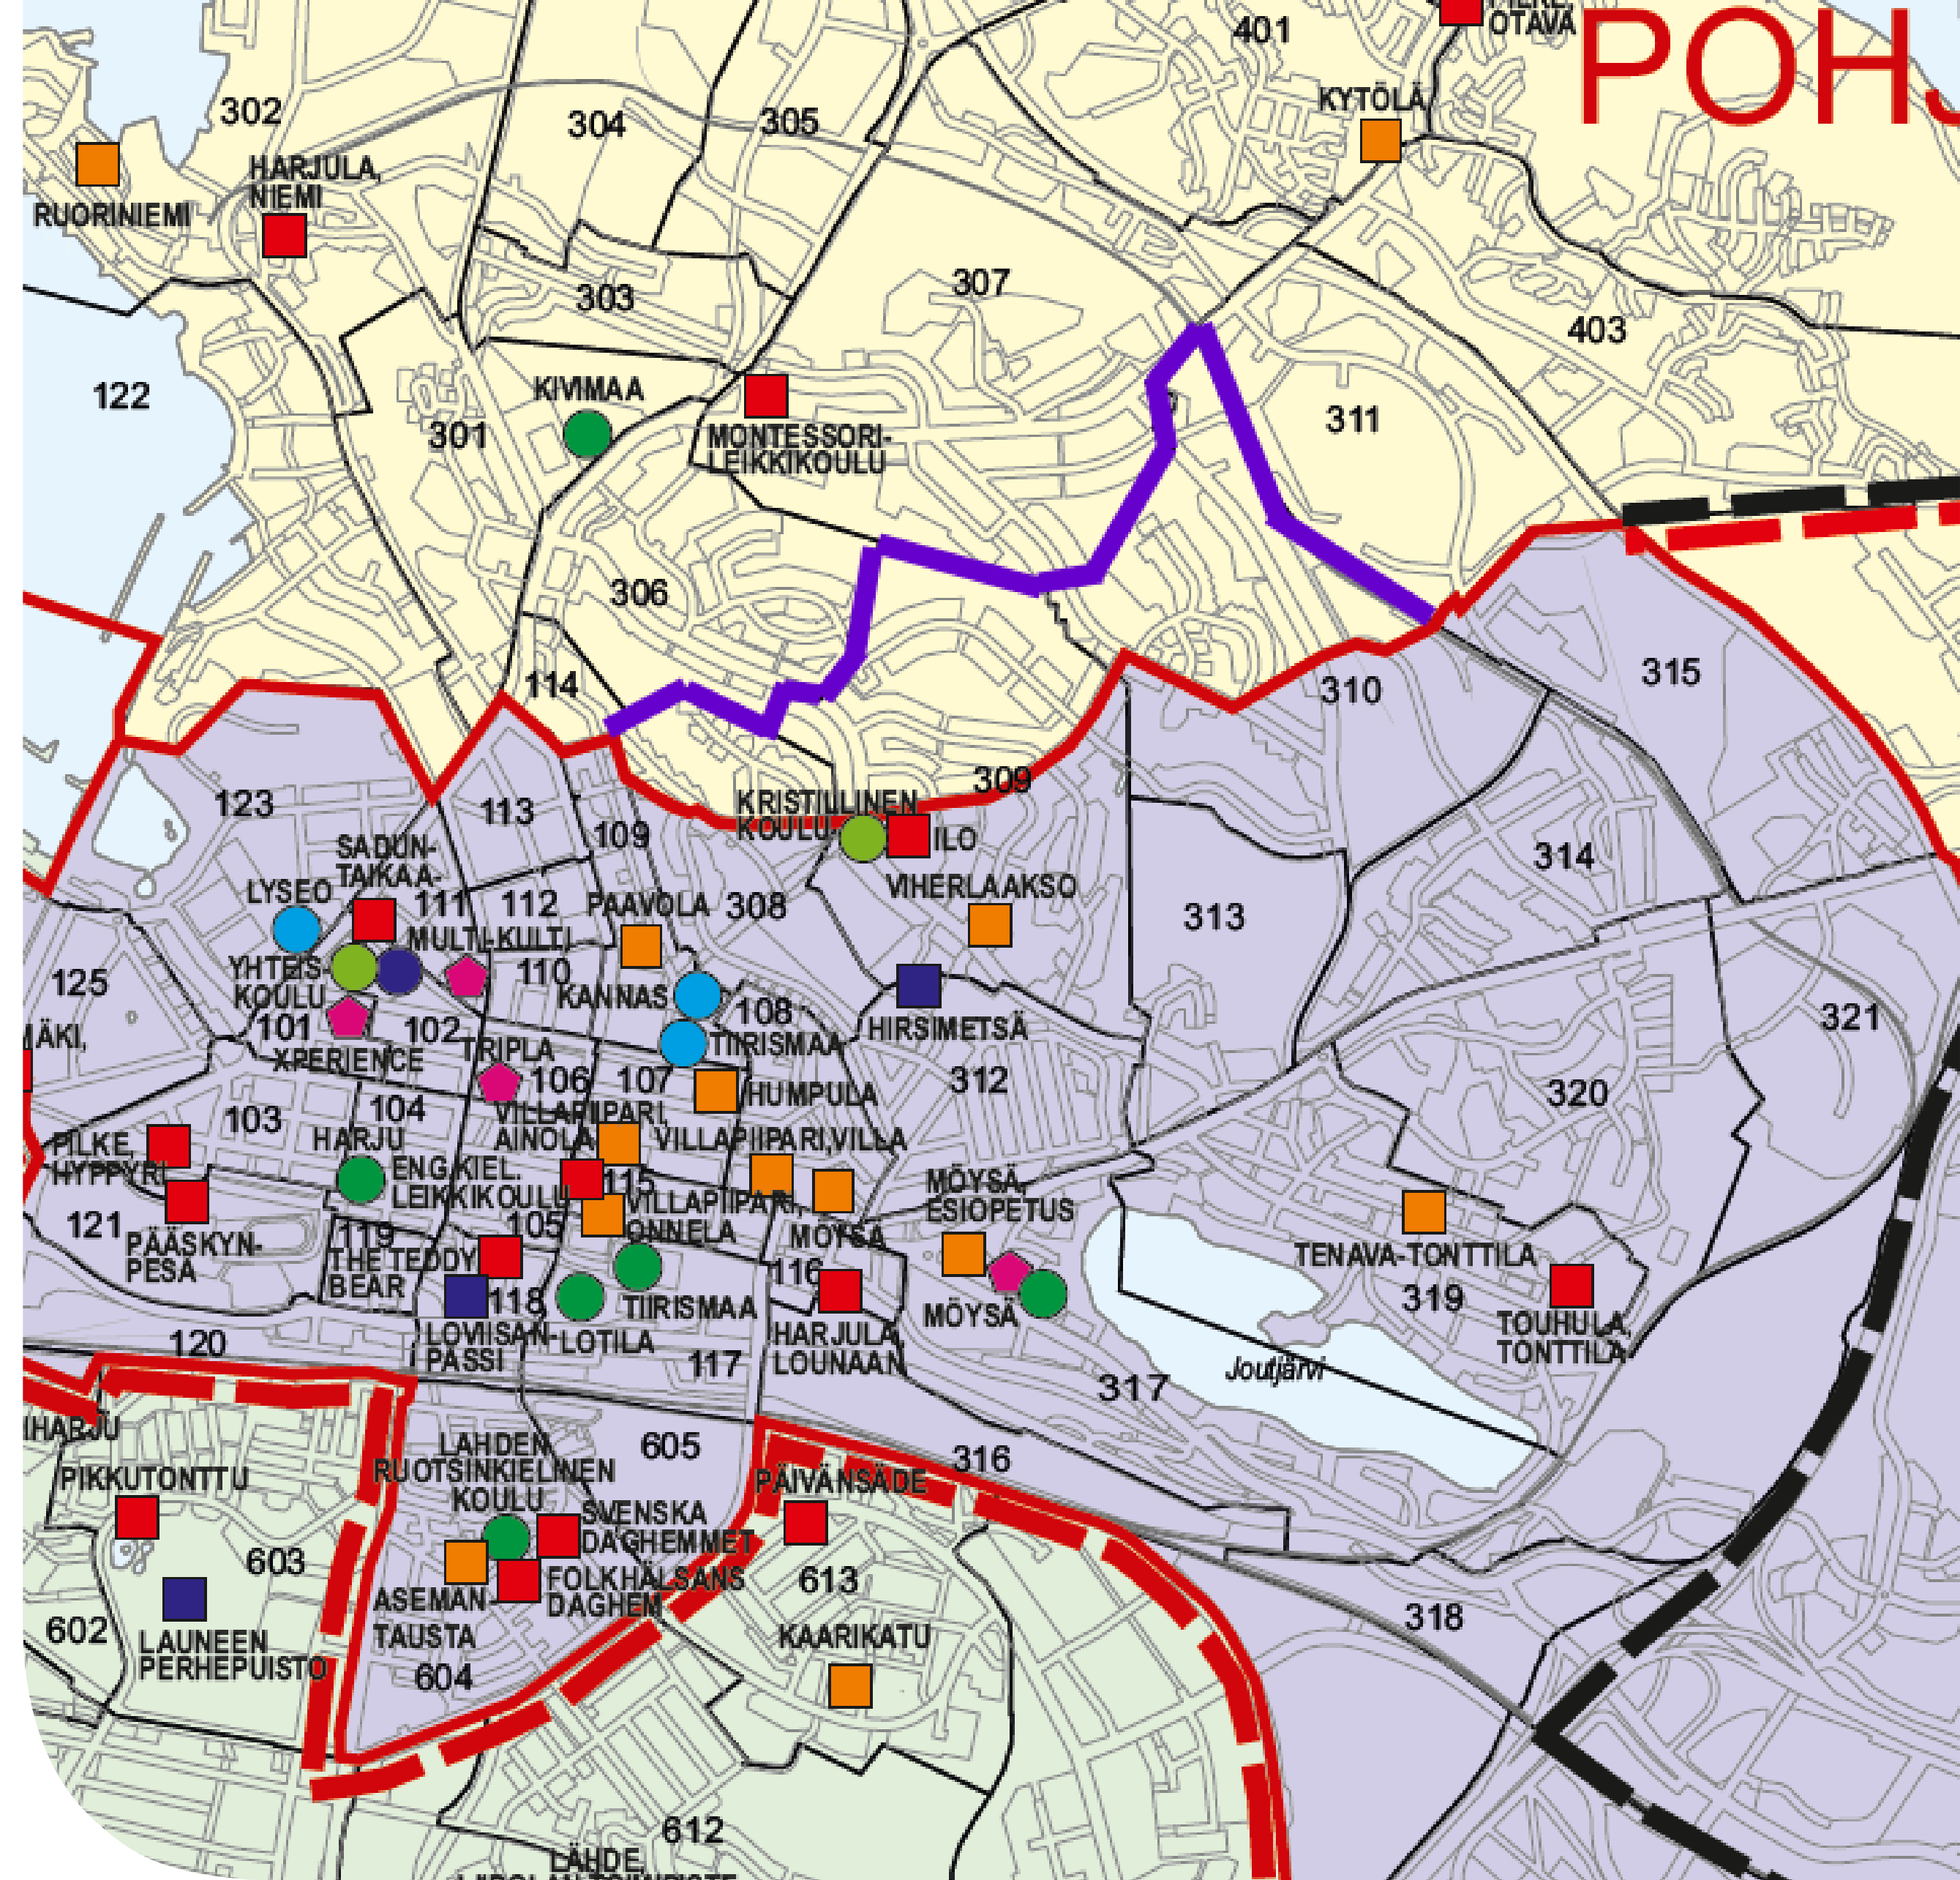 401
OTAVA
POHJ
KYTÖLÄ
302
304
305
HARJULA,
NIEMI
RUORINIEMI
303
307
403
122
KIVIMAA
301
MONTESSORI-
LEIKKIKOULU
311
306
114
310
315
309
123
113
KRISTILLINEN
KOULU
ILO
109
SADUN-
TAIKAA-
LYSEO
111
112
PAAVOLA
308
VIHERLAAKSO
314
313
MULTI-KULTI
YHTEIS-
KOULU
110
KANNAS
125
108
HIRSIMETSÄ
321
101
102
TIIRISMAA
MÄKI,
XPERIENCE
TRIPLA
106
107
HUMPULA
312
320
103
104
VILLAPIIPARI,
AINOLA
VILLAPIIPARI,VILLA
PILKE,
HYPPYRI
HARJU
ENG.KIEL.
LEIKKIKOULU
115
VILLAPIIPARI,
ONNELA
MÖYSÄ,
ESIOPETUS
121
PÄÄSKYN-
PESÄ
119
105
MÖYSÄ
THE TEDDY
BEAR
TENAVA-TONTTILA
116
118
TIIRISMAA
MÖYSÄ
319
TOUHULA,
TONTTILA
120
LOVIISAN-
PASSI
LOTILA
117
HARJULA,
LOUNAAN
317
Joutjärvi
IHARJU
LAHDEN
RUOTSINKIELINEN
KOULU
605
316
PIKKUTONTTU
PÄIVÄNSÄDE
SVENSKA
DAGHEMMET
603
613
FOLKHÄLSANS
DAGHEM
ASEMAN-
TAUSTA
602
LAUNEEN
PERHEPUISTO
KAARIKATU
318
604
612
LÄHDE,